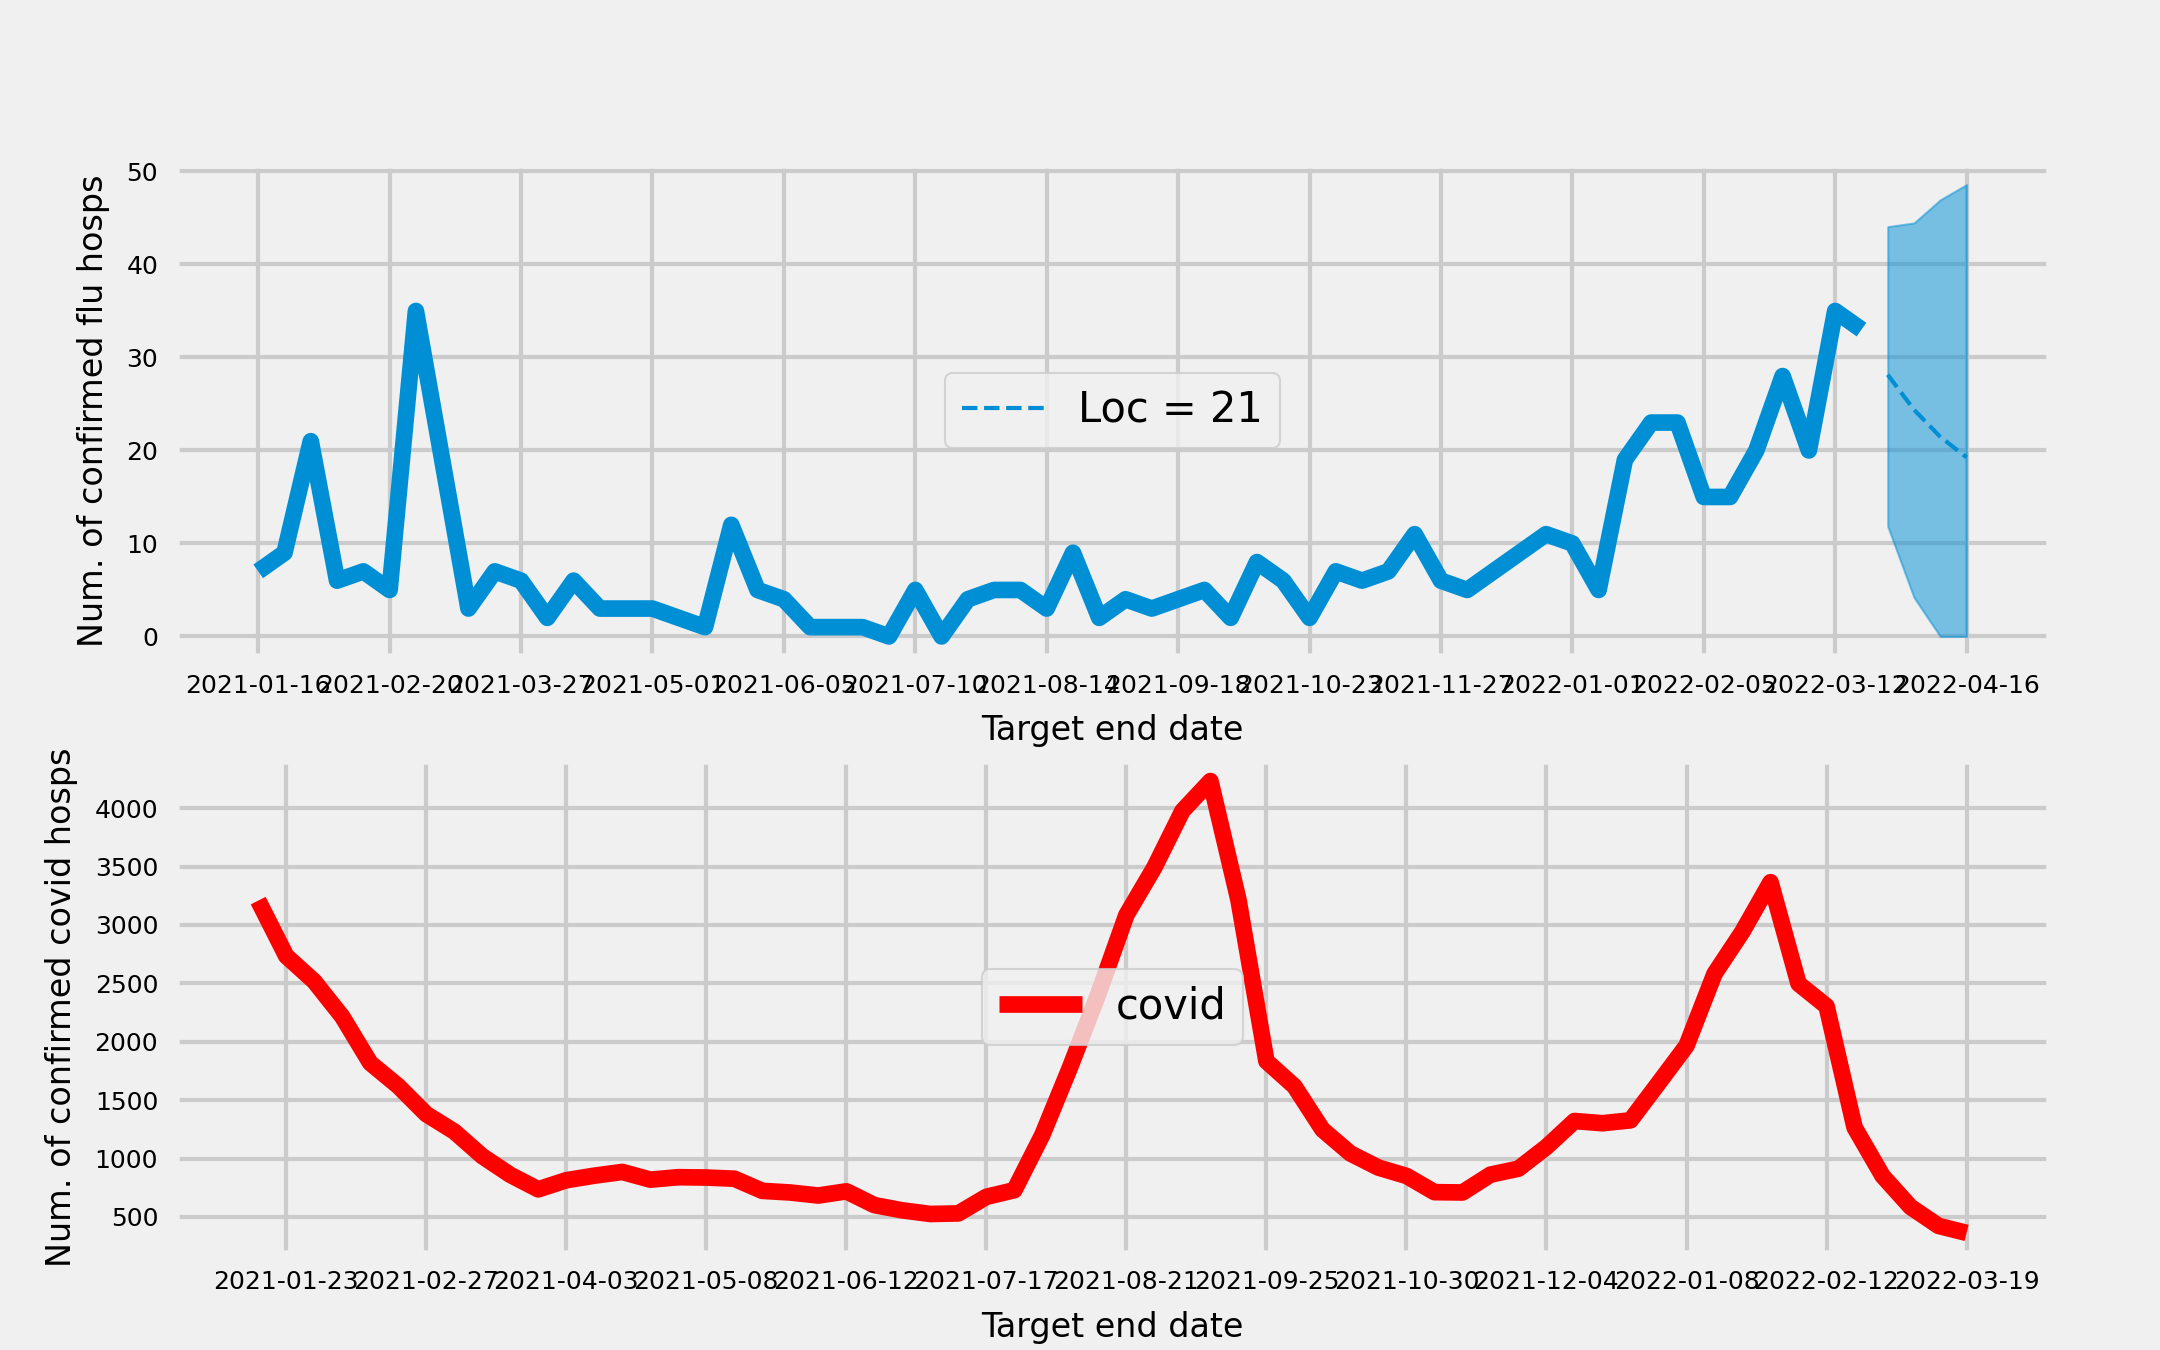 Num. of confirmed flu hosps
50
40
30
20
10
0
Loc = 21
2021-01-16 2021-02-20 2021-03-27 2021-05-01 2021-06-05 2021-07-10 2021-08-14 2021-09-18 2021-10-23 2021-11-27 2022-01-01 2022-02-05 2022-03-12 2022-04-16
Target end date
Num. of confirmed covid hosps
4000
3500
3000
2500
2000
1500
1000
500
covid
2021-01-23 2021-02-27 2021-04-03 2021-05-08 2021-06-12 2021-07-17 2021-08-21 2021-09-25 2021-10-30 2021-12-04 2022-01-08 2022-02-12 2022-03-19
Target end date